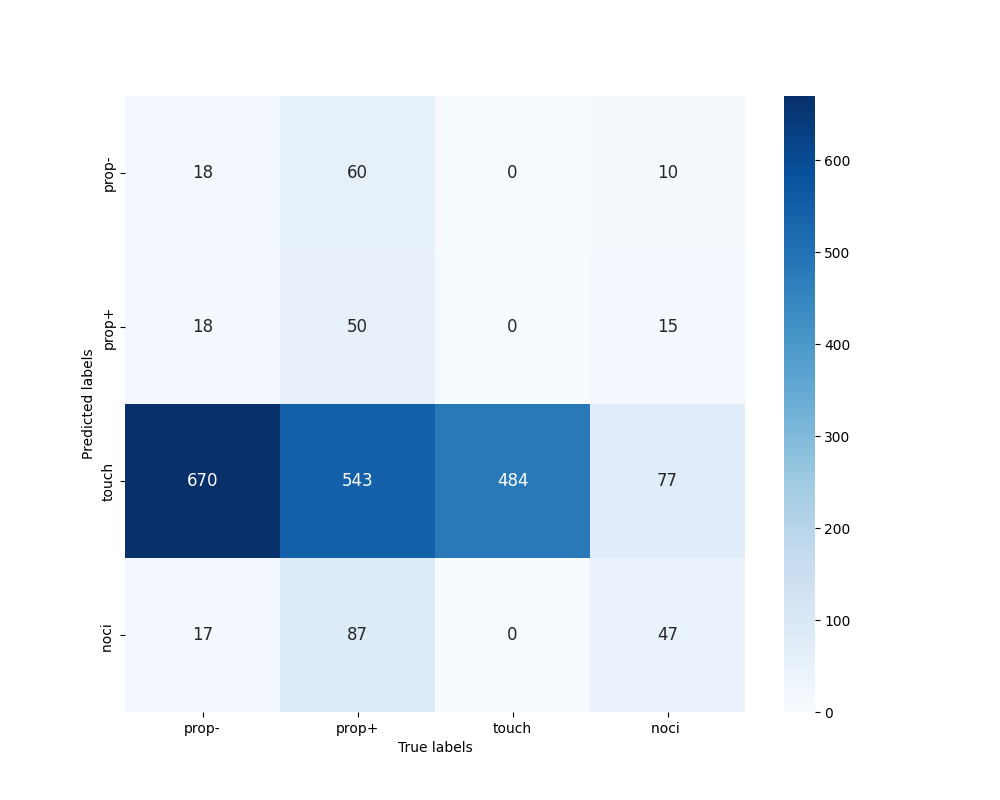 prop-
18
60
0
10
prop+
18
50
0
15
touch
670
543
484
77
noci
17
87
0
47
Predicted labels
prop-
prop+
touch
noci
True labels
600
500
400
300
200
100
0